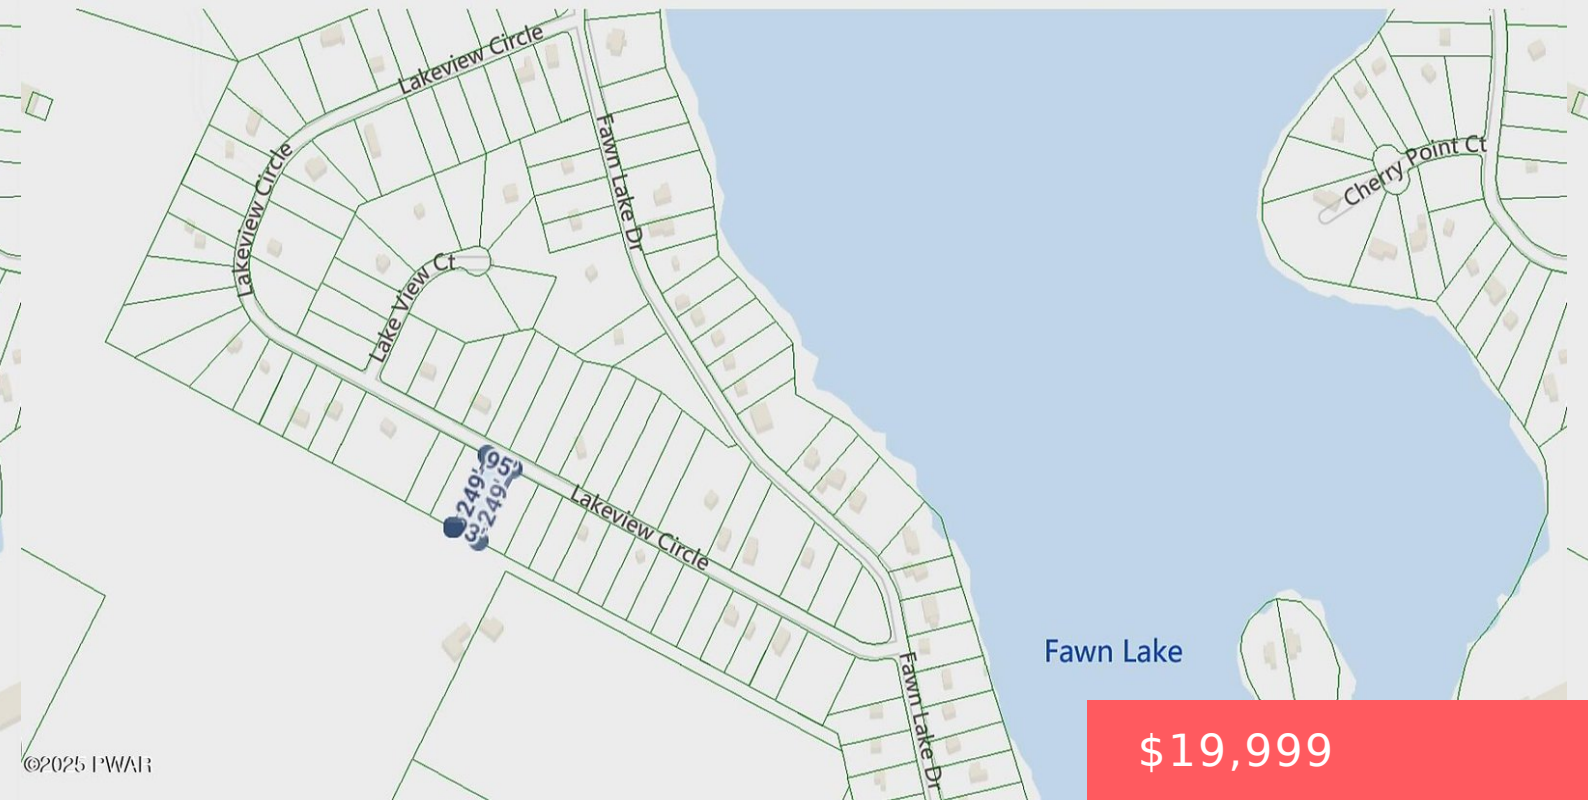 Lakeview Circle
Fawn Lake Dr
Cherry Point Ct
Lakeview Circle
Lake View Ct
95'
249'
249'
Lakeview Circle
Fawn Lake
Fawn Lake Dr
$19,999
©2025 PWAR